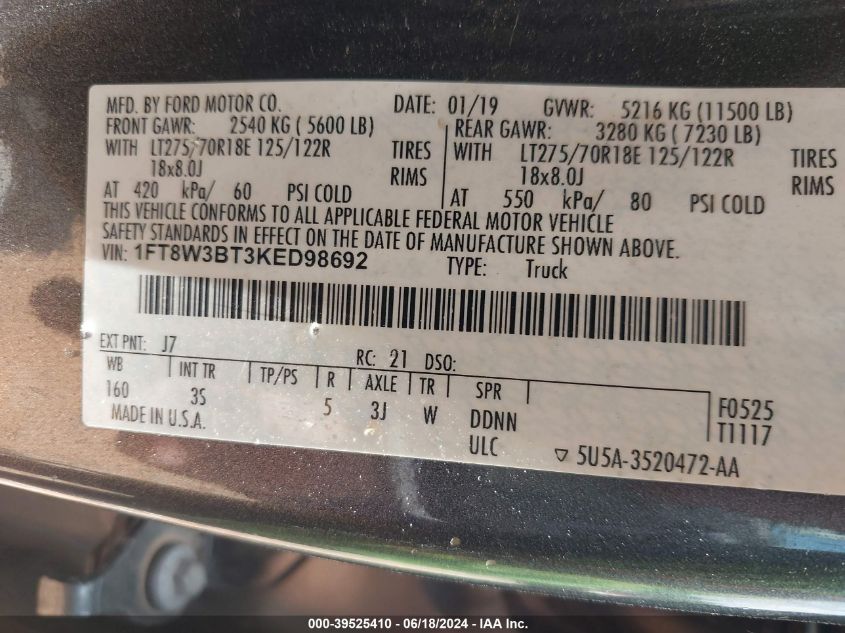 MFD. BY FORD MOTOR CO. DATE: 01/19 GVWR: 5216 KG (11500 LB)
FRONT GAWR: 2540 KG (5600 LB) REAR GAWR: 3280 KG (7230 LB)
WITH LT275/70R18E 125/122R TIRES WITH LT275/70R18E 125/122R TIRES
18x8.0J RIMS 18x8.0J RIMS
AT 420 kPa/ 60 PSI COLD AT 550 kPa/ 80 PSI COLD
THIS VEHICLE CONFORMS TO ALL APPLICABLE FEDERAL MOTOR VEHICLE
SAFETY STANDARDS IN EFFECT ON THE DATE OF MANUFACTURE SHOWN ABOVE.
VIN: 1FT8W3BT3KED98692 TYPE: Truck
EXT PNT: J7 RC: 21 DSO:
WB INT TR TP/PS R AXLE TR SPR
160 3S 5 3J W DDNN F0525
MADE IN U.S.A. ULC T1117
▽ 5U5A-3520472-AA
000-39525410 - 06/18/2024 - IAA, Inc.